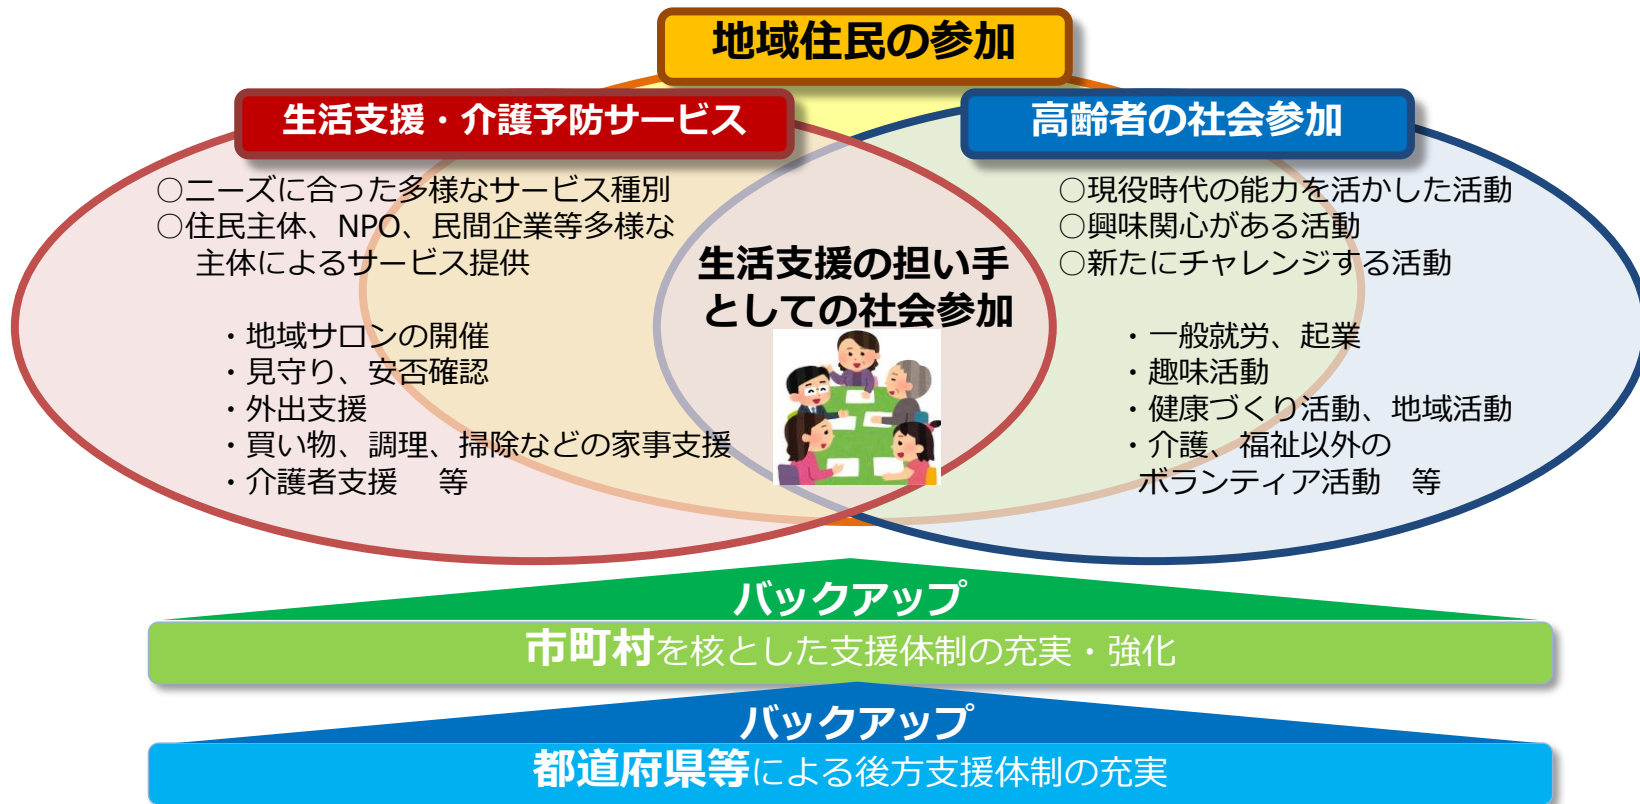 地域住民の参加
生活支援・介護予防サービス
○ニーズに合った多様なサービス種別
○住民主体、NPO、民間企業等多様な
主体によるサービス提供
・地域サロンの開催
・見守り、安否確認
・外出支援
・買い物、調理、掃除などの家事支援
・介護者支援　等
生活支援の担い手
としての社会参加
高齢者の社会参加
○現役時代の能力を活かした活動
○興味関心がある活動
○新たにチャレンジする活動
・一般就労、起業
・趣味活動
・健康づくり活動、地域活動
・介護、福祉以外の
ボランティア活動　等
バックアップ
市町村を核とした支援体制の充実・強化
バックアップ
都道府県等による後方支援体制の充実